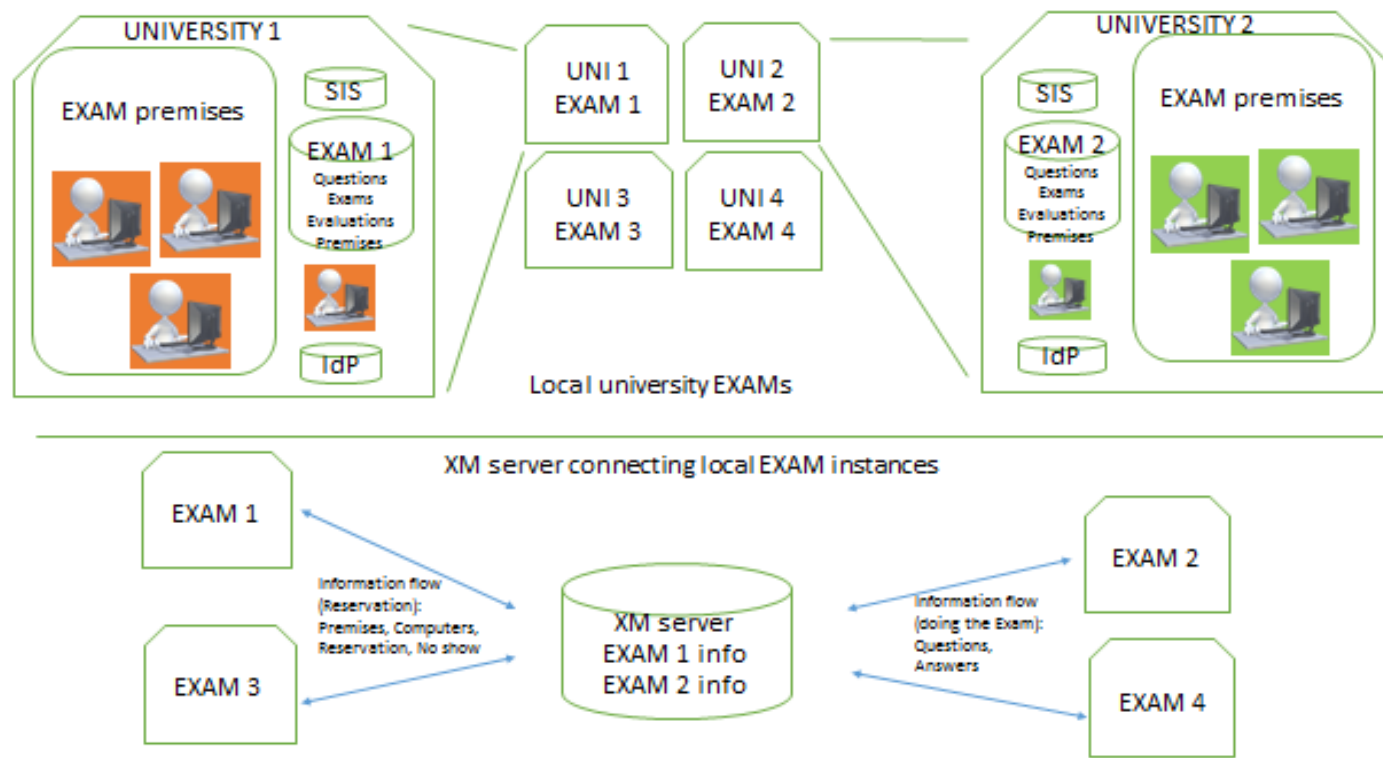 UNIVERSITY 1
EXAM premises
SIS
EXAM 1
Questions
Exams
Evaluations
Premises
IdP
UNI 1
EXAM 1
UNI 2
EXAM 2
UNI 3
EXAM 3
UNI 4
EXAM 4
Local university EXAMs
UNIVERSITY 2
SIS
EXAM 2
Questions
Exams
Evaluations
Premises
IdP
EXAM premises
XM server connecting local EXAM instances
EXAM 1
EXAM 3
Information flow
(Reservation):
Premises, Computers,
Reservation, No show
XM server
EXAM 1 info
EXAM 2 info
Information flow
(doing the Exam):
Questions,
Answers
EXAM 2
EXAM 4